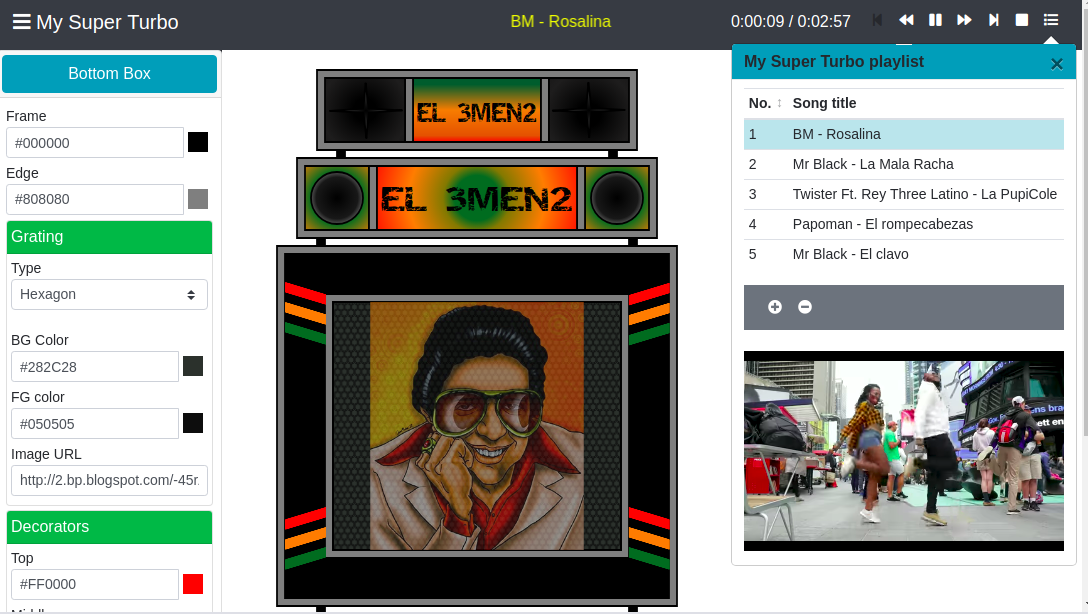 My Super Turbo
BM - Rosalina
0:00:09 / 0:02:57
Bottom Box
Frame
#000000
Edge
#808080
Grating
Type
Hexagon
BG Color
#282C28
FG color
#050505
Image URL
http://2.bp.blogspot.com/-45r
Decorators
Top
#FF0000
EL 3MEN2
EL 3MEN2
My Super Turbo playlist
×
No. Song title
1 BM - Rosalina
2 Mr Black - La Mala Racha
3 Twister Ft. Rey Three Latino - La PupiCole
4 Papoman - El rompecabezas
5 Mr Black - El clavo